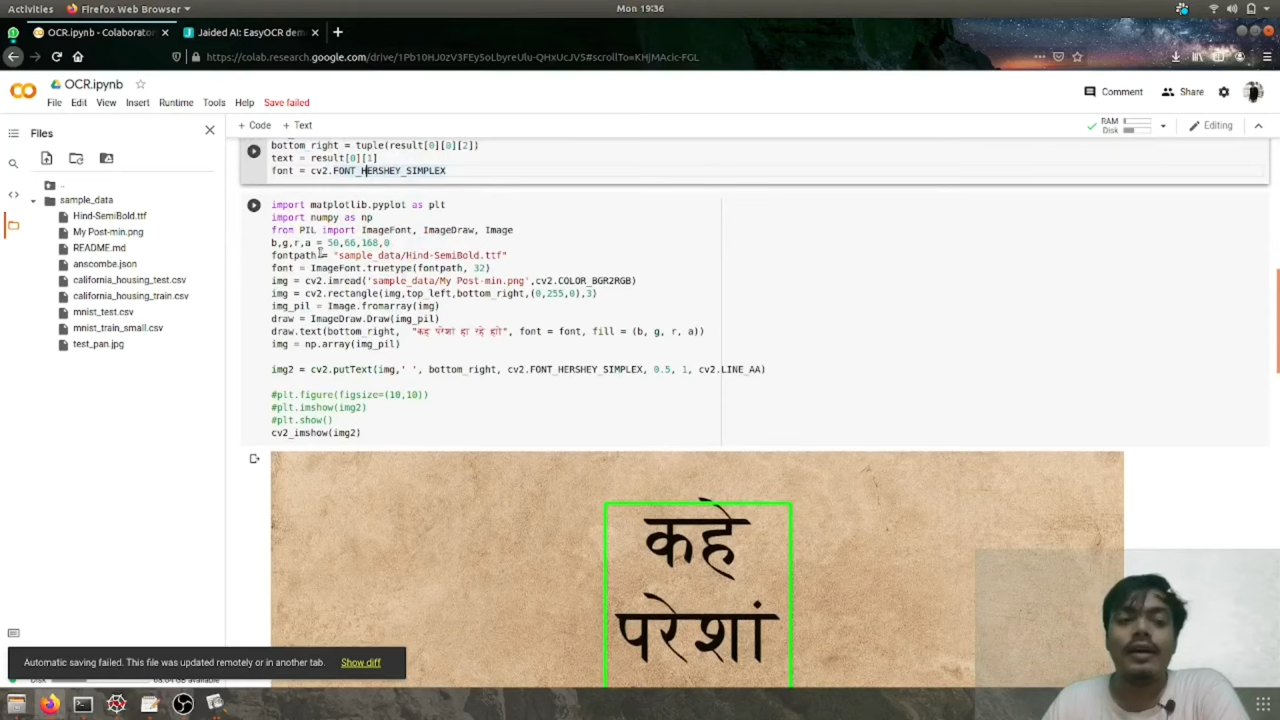 Activities
Firefox Web Browser
Mon 19:36
OCR.ipynb - Colaborato
Jaided AI: EasyOCR dem
https://colab.research.google.com/drive/1Pb10HJ0zV3FEy5oLbyreUlu-QHxUcJV5#scrollTo=KHjMAcic-FGL
OCR.ipynb
File Edit View Insert Runtime Tools Help Save failed
Comment
Share
+ Code + Text
RAM
Disk
Editing
Files
..
sample_data
Hind-SemiBold.ttf
My Post-min.png
README.md
anscombe.json
california_housing_test.csv
california_housing_train.csv
mnist_test.csv
mnist_train_small.csv
test_pan.jpg
bottom_right = tuple(result[0][0][2])
text = result[0][1]
font = cv2.FONT_HERSHEY_SIMPLEX
import matplotlib.pyplot as plt
import numpy as np
from PIL import ImageFont, ImageDraw, Image
b,g,r,a = 50,66,168,0
fontpath = "sample_data/Hind-SemiBold.ttf"
font = ImageFont.truetype(fontpath, 32)
img = cv2.imread('sample_data/My Post-min.png',cv2.COLOR_BGR2RGB)
img = cv2.rectangle(img,top_left,bottom_right,(0,255,0),3)
img_pil = Image.fromarray(img)
draw = ImageDraw.Draw(img_pil)
draw.text(bottom_right, "कह परेशां हा रहे हाो", font = font, fill = (b, g, r, a))
img = np.array(img_pil)
img2 = cv2.putText(img,' ', bottom_right, cv2.FONT_HERSHEY_SIMPLEX, 0.5, 1, cv2.LINE_AA)
#plt.figure(figsize=(10,10))
#plt.imshow(img2)
#plt.show()
cv2_imshow(img2)
कहे
परेशां
Automatic saving failed. This file was updated remotely or in another tab.
Show diff